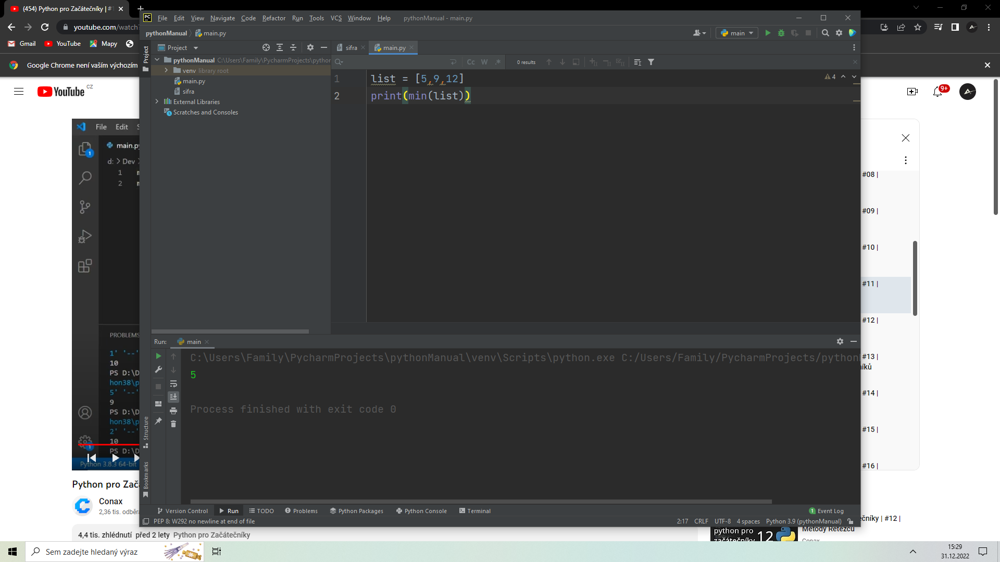 (454) Python pro Začátečníky | #1
youtube.com/watch?
Gmail YouTube Mapy
Google Chrome není vaším výchozím
YouTube CZ
9+
PC File Edit View Navigate Code Refactor Run Tools VCS Window Help pythonManual - main.py
pythonManual main.py
main
Project
sifra main.py
Project
pythonManual C:\Users\Family\PycharmProjects\python
venv library root
main.py
sifra
External Libraries
Scratches and Consoles
Cc W .*
0 results
1 list = [5,9,12]
2 print(min(list))
4
File Edit S
main.py
d: > Dev >
1
2
PROBLEMS
1' '--'
10
PS D:\D
hon38\p
5' '--'
9
PS D:\D
hon38\p
2' '--'
10
PS D:\D
Python 3.8.3 64-bit
#08 |
#09 |
#10 |
#11 |
#12 |
#13 |
níků
#14 |
#15 |
#16 |
Run: main
C:\Users\Family\PycharmProjects\pythonManual\venv\Scripts\python.exe C:/Users/Family/PycharmProjects/python
5
Process finished with exit code 0
Structure
Bookmarks
Version Control Run TODO Problems Python Packages Python Console Terminal
1 Event Log
PEP 8: W292 no newline at end of file
2:17 CRLF UTF-8 4 spaces Python 3.9 (pythonManual)
Python pro Zač
Conax
2,36 tis. odběra
4,4 tis. zhlédnutí před 2 lety Python pro Začátečníky
python pro
začátečníky 12
ečníky | #12 |
Metody Řetězců
Conax
Sem zadejte hledaný výraz
15:29
31.12.2022